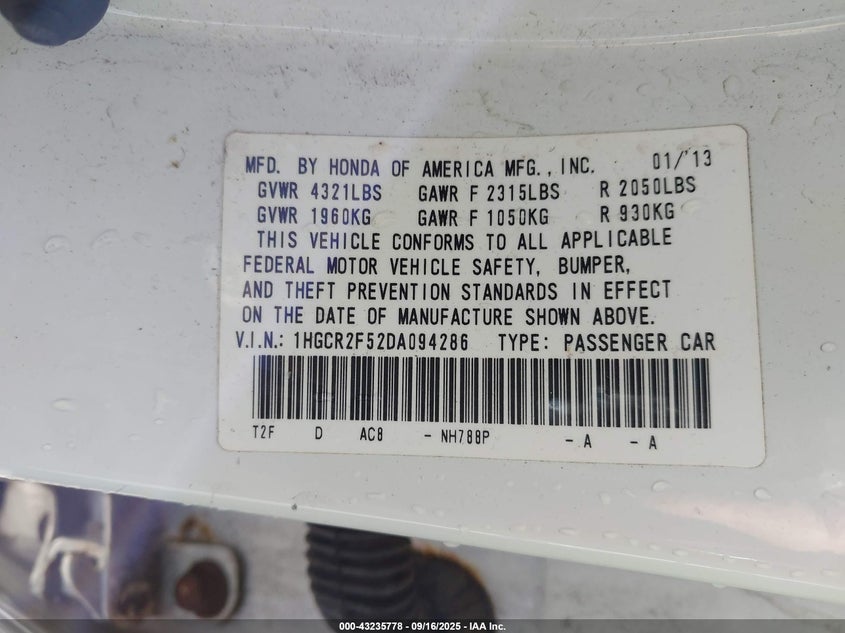 MFD. BY HONDA OF AMERICA MFG., INC. 01/'13
GVWR 4321LBS GAWR F 2315LBS R 2050LBS
GVWR 1960KG GAWR F 1050KG R 930KG
THIS VEHICLE CONFORMS TO ALL APPLICABLE
FEDERAL MOTOR VEHICLE SAFETY, BUMPER,
AND THEFT PREVENTION STANDARDS IN EFFECT
ON THE DATE OF MANUFACTURE SHOWN ABOVE.
V.I.N.: 1HGCR2F52DA094286 TYPE: PASSENGER CAR
T2F D AC8 - NH788P - A - A
000-43235778 - 09/16/2025 - IAA Inc.